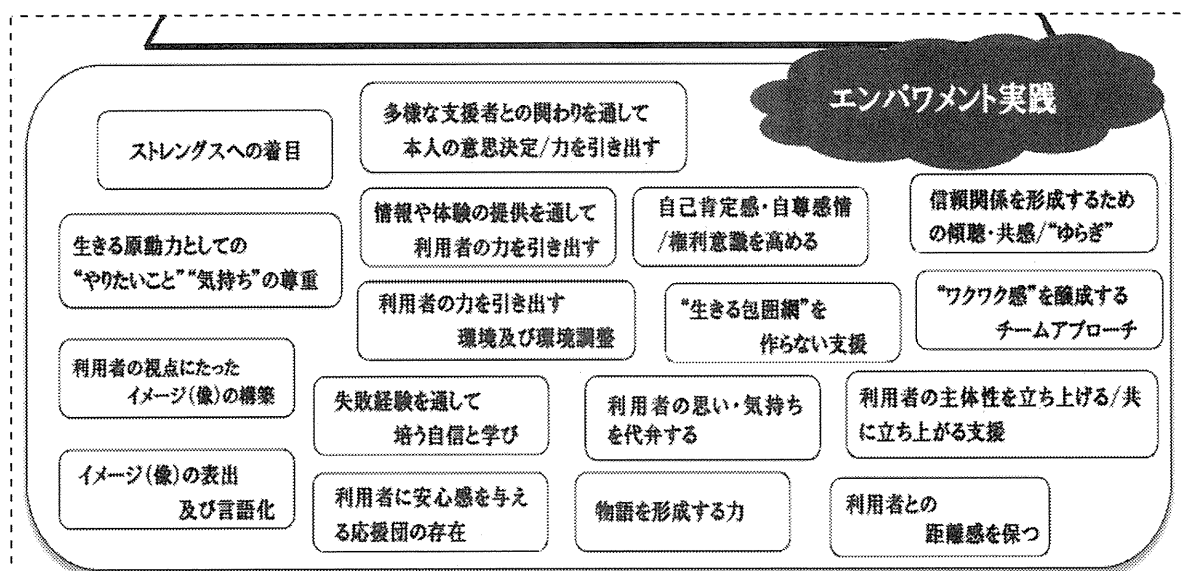 エンパワメント実践
ストレングスへの着目
多様な支援者との関わりを通して
本人の意思決定/力を引き出す
生きる原動力としての
“やりたいこと”“気持ち”の尊重
情報や体験の提供を通して
利用者の力を引き出す
自己肯定感・自尊感情
/権利意識を高める
信頼関係を形成するため
の傾聴・共感/“ゆらぎ”
利用者の力を引き出す
環境及び環境調整
“生きる包囲網”を
作らない支援
“ワクワク感”を醸成する
チームアプローチ
利用者の視点にたった
イメージ(像)の構築
失敗経験を通して
培う自信と学び
利用者の思い・気持ち
を代弁する
利用者の主体性を立ち上げる/共
に立ち上がる支援
イメージ(像)の表出
及び言語化
利用者に安心感を与え
る応援団の存在
物語を形成する力
利用者との
距離感を保つ